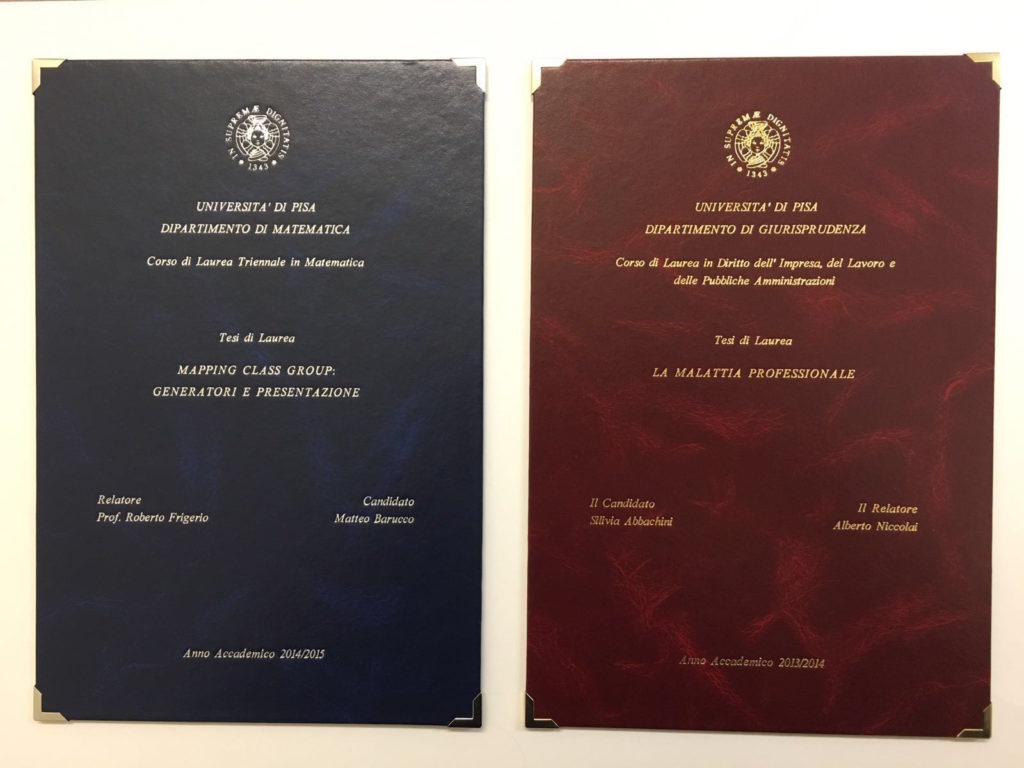 IN SUPREMÆ DIGNITATIS
* 1343 *
UNIVERSITA' DI PISA
DIPARTIMENTO DI MATEMATICA
Corso di Laurea Triennale in Matematica
Tesi di Laurea
MAPPING CLASS GROUP:
GENERATORI E PRESENTAZIONE
Relatore
Prof. Roberto Frigerio
Candidato
Matteo Barucco
Anno Accademico 2014/2015
IN SUPREMÆ DIGNITATIS
* 1343 *
UNIVERSITA' DI PISA
DIPARTIMENTO DI GIURISPRUDENZA
Corso di Laurea in Diritto dell' Impresa, del Lavoro e
delle Pubbliche Amministrazioni
Tesi di Laurea
LA MALATTIA PROFESSIONALE
Il Candidato
Silivia Abbachini
Il Relatore
Alberto Niccolai
Anno Accademico 2013/2014